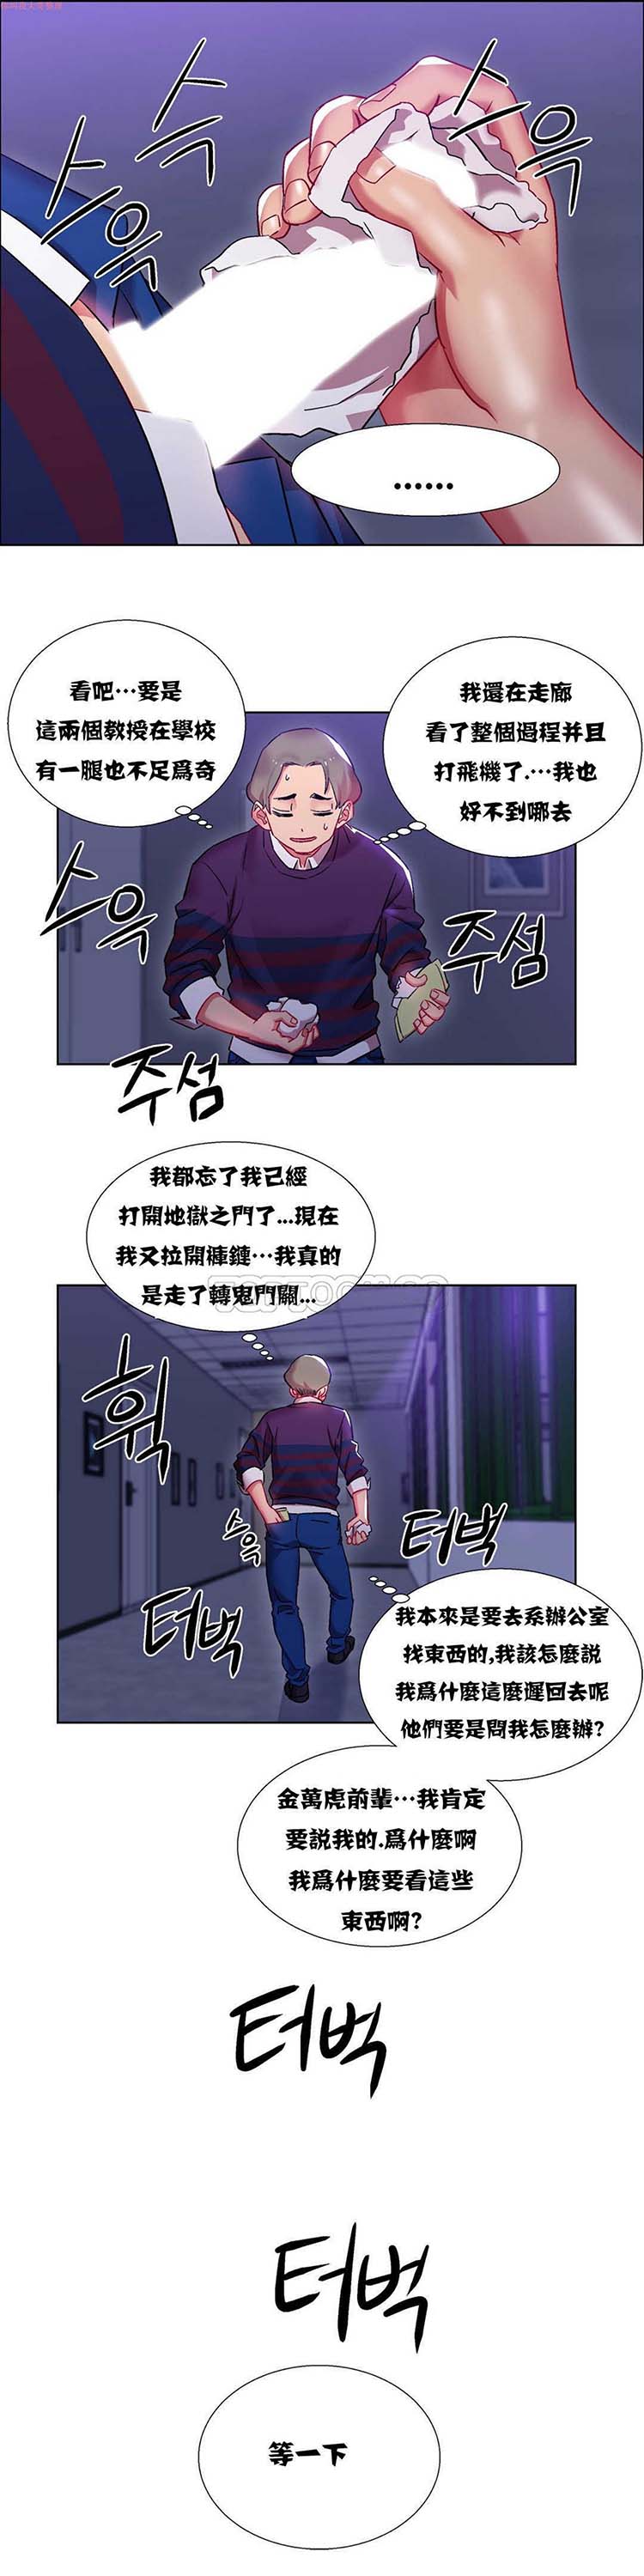 스윽
스윽
스윽
......
看吧···要是
這兩個教授在學校
有一腿也不足爲奇
我還在走廊
看了整個過程并且
打飛機了.···我也
好不到哪去
스윽
주섬
주섬
我都忘了我已經
打開地獄之門了...現在
我又拉開褲鏈···我真的
是走了轉鬼門關...
휙
스윽
터벅
터벅
我本來是要去系辦公室
找東西的,我該怎麽説
我爲什麽這麽遲回去呢
他們要是問我怎麽辦?
金萬虎前輩···我肯定
要説我的.爲什麽啊
我爲什麽要看這些
東西啊?
터벅
터벅
等一下